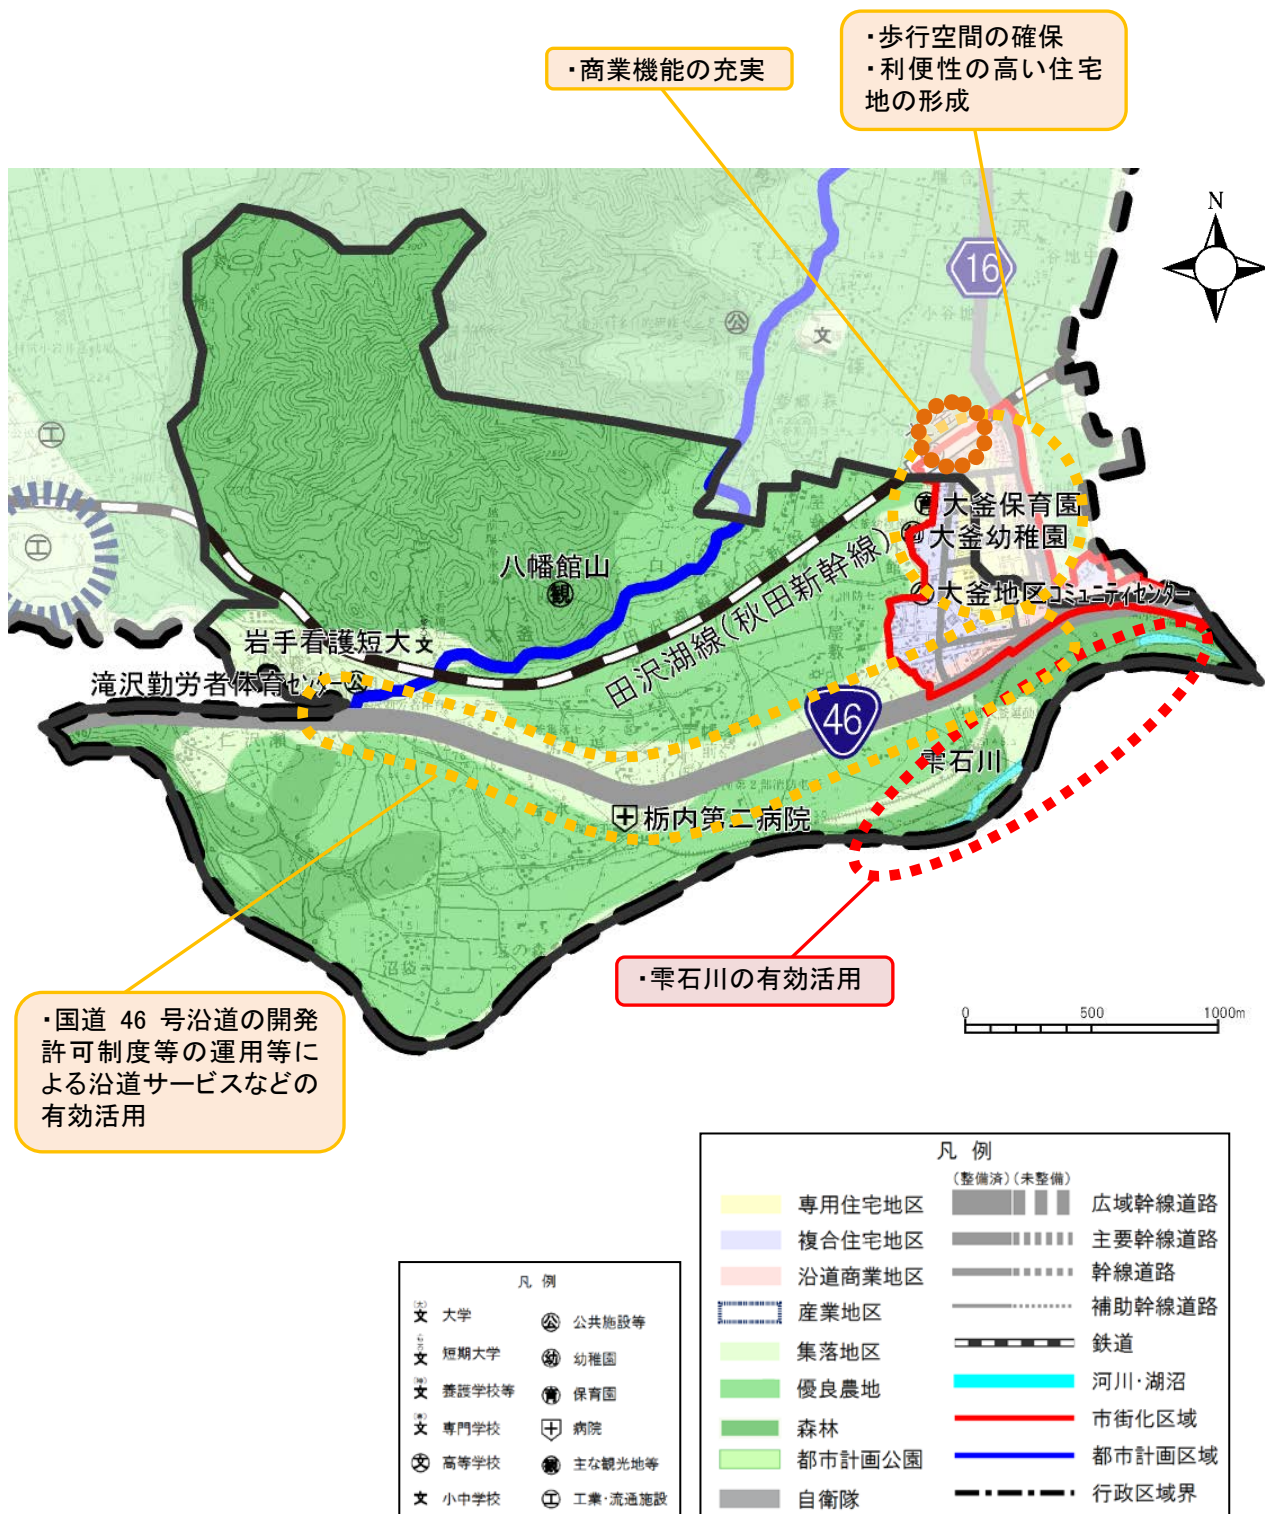 ・商業機能の充実
・歩行空間の確保
・利便性の高い住宅
地の形成
N
16
大釜保育園
大釜幼稚園
大釜地区コミュニティセンター
八幡館山
田沢湖線(秋田新幹線)
岩手看護短大
滝沢勤労者体育センター
46
雫石川
栃内第二病院
・雫石川の有効活用
・国道 46 号沿道の開発
許可制度等の運用等に
よる沿道サービスなどの
有効活用
0 500 1000m
凡 例
大学
短期大学
養護学校等
専門学校
高等学校
小中学校
公共施設等
幼稚園
保育園
病院
主な観光地等
工業・流通施設
凡 例
(整備済)(未整備)
専用住宅地区
複合住宅地区
沿道商業地区
産業地区
集落地区
優良農地
森林
都市計画公園
自衛隊
広域幹線道路
主要幹線道路
幹線道路
補助幹線道路
鉄道
河川・湖沼
市街化区域
都市計画区域
行政区域界